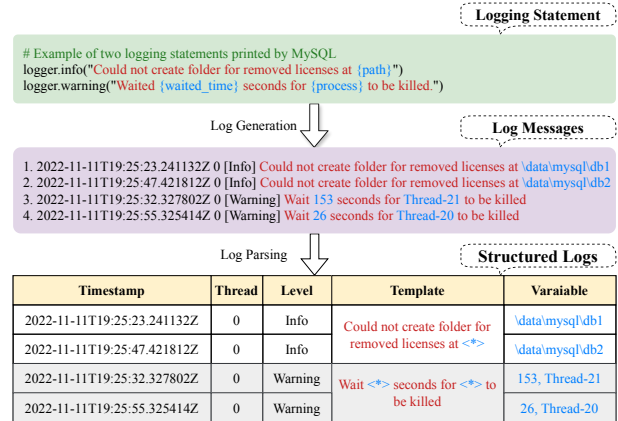 Logging Statement
# Example of two logging statements printed by MySQL
logger.info("Could not create folder for removed licenses at {path}")
logger.warning("Waited {waited_time} seconds for {process} to be killed.")
Log Generation
Log Messages
1. 2022-11-11T19:25:23.241132Z 0 [Info] Could not create folder for removed licenses at \data\mysql\db1
2. 2022-11-11T19:25:47.421812Z 0 [Info] Could not create folder for removed licenses at \data\mysql\db2
3. 2022-11-11T19:25:32.327802Z 0 [Warning] Wait 153 seconds for Thread-21 to be killed
4. 2022-11-11T19:25:55.325414Z 0 [Warning] Wait 26 seconds for Thread-20 to be killed
Log Parsing
Structured Logs
Timestamp Thread Level Template Varaiable
2022-11-11T19:25:23.241132Z 0 Info \data\mysql\db1
Could not create folder for
removed licenses at <*>
2022-11-11T19:25:47.421812Z 0 Info \data\mysql\db2
2022-11-11T19:25:32.327802Z 0 Warning 153, Thread-21
Wait <*> seconds for <*> to
be killed
2022-11-11T19:25:55.325414Z 0 Warning 26, Thread-20